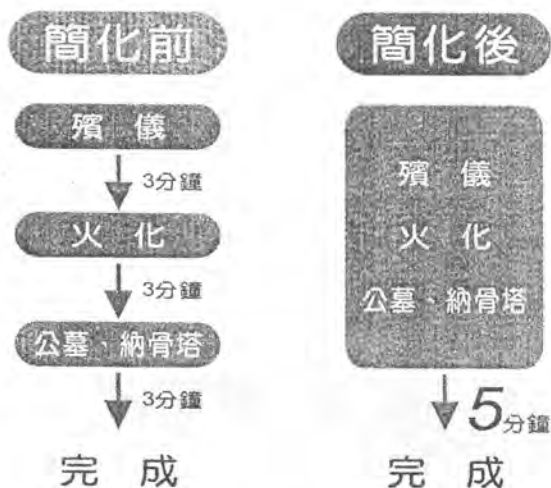 簡化前
殯儀
3分鐘
火化
3分鐘
公墓、納骨塔
3分鐘
完成
簡化後
殯儀
火化
公墓、納骨塔
5分鐘
完成